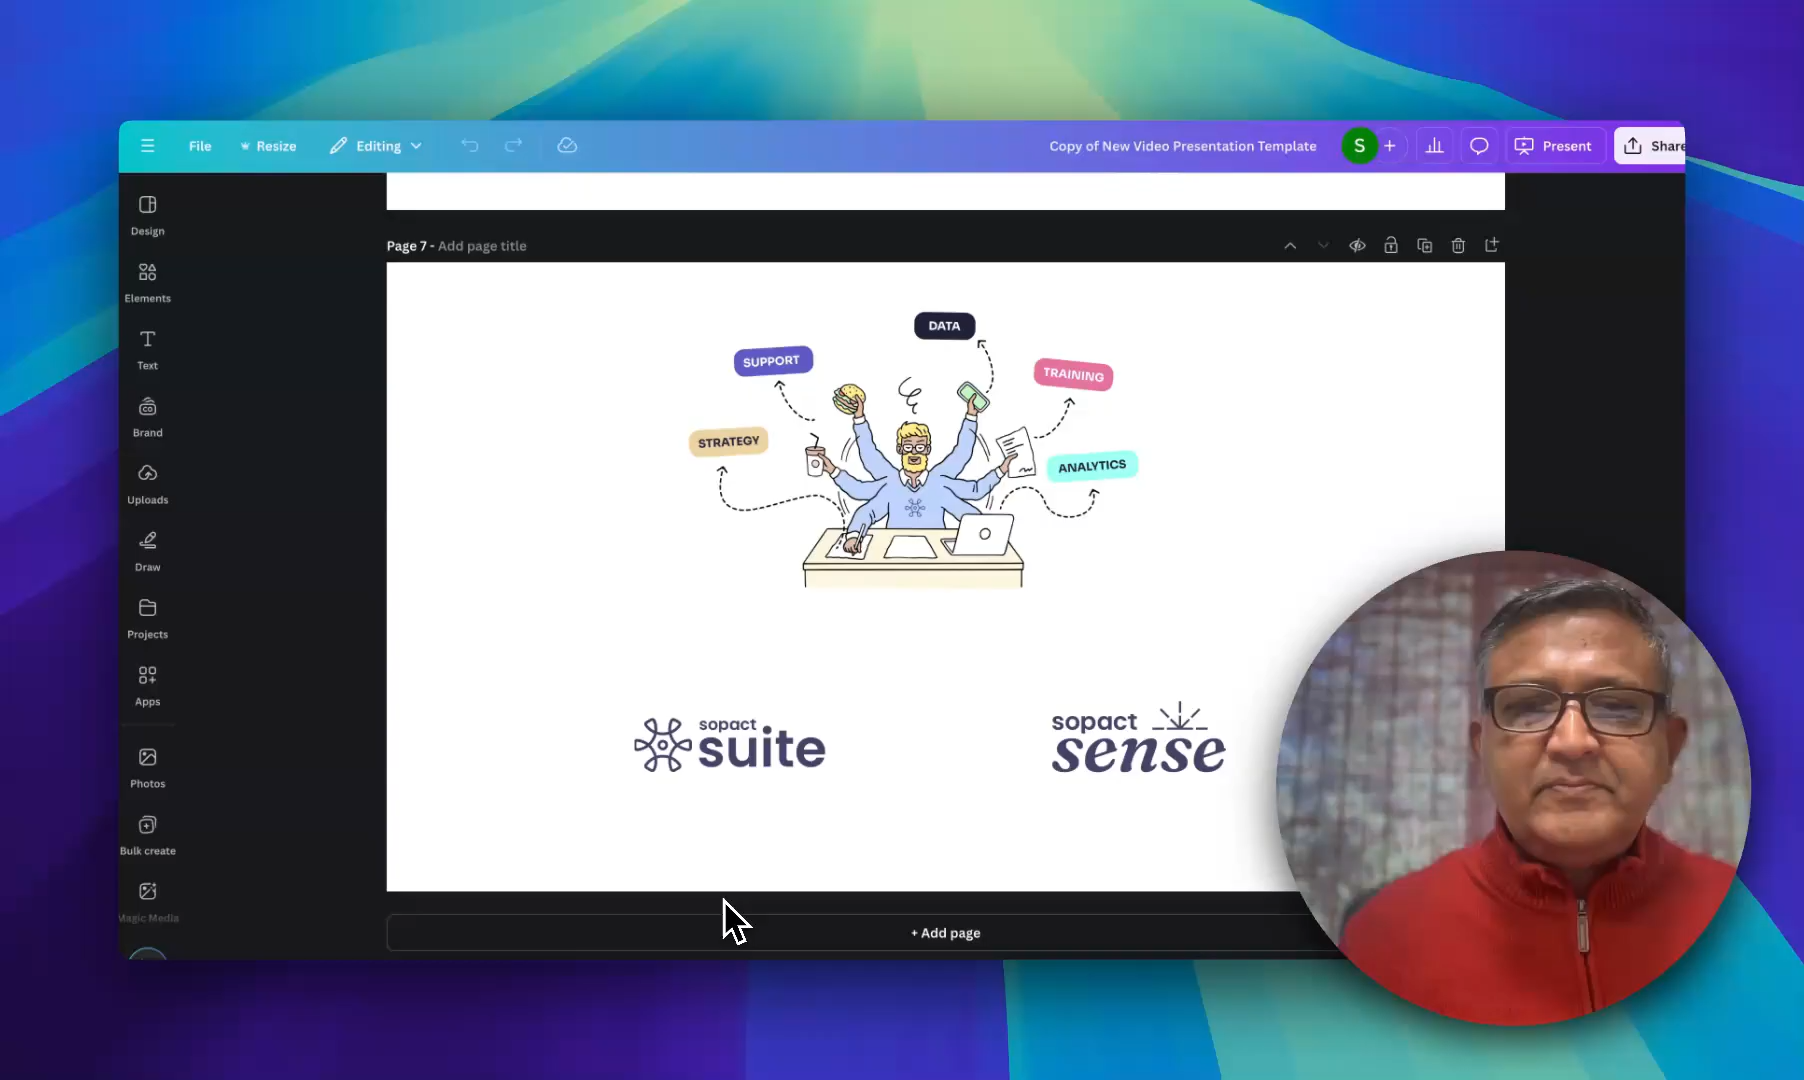 File
Resize
Editing
Copy of New Video Presentation Template
S
+
Present
Share
Design
Elements
Text
CO
Brand
Uploads
Draw
Projects
Apps
Photos
Bulk create
Magic Media
Page 7 - Add page title
DATA
SUPPORT
TRAINING
STRATEGY
ANALYTICS
sopact
suite
sopact
sense
+ Add page